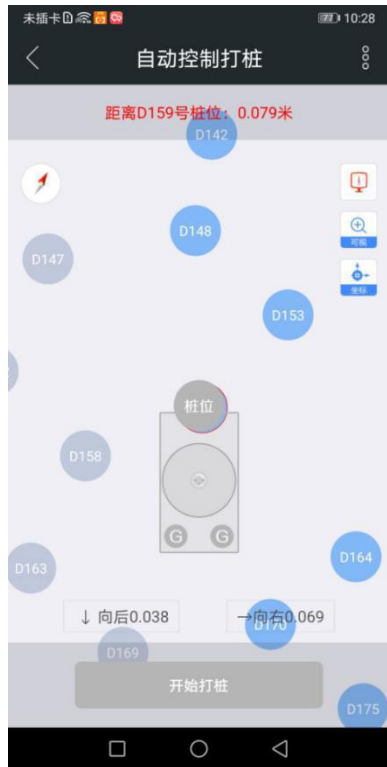 未插卡 10:28
自动控制打桩
距离D159号桩位：0.079米
D142
D148
可视
D147
坐标
D153
桩位
D158
G G
D164
D163
↓ 向后0.038
→向右0.069
D170
D169
开始打桩
D175